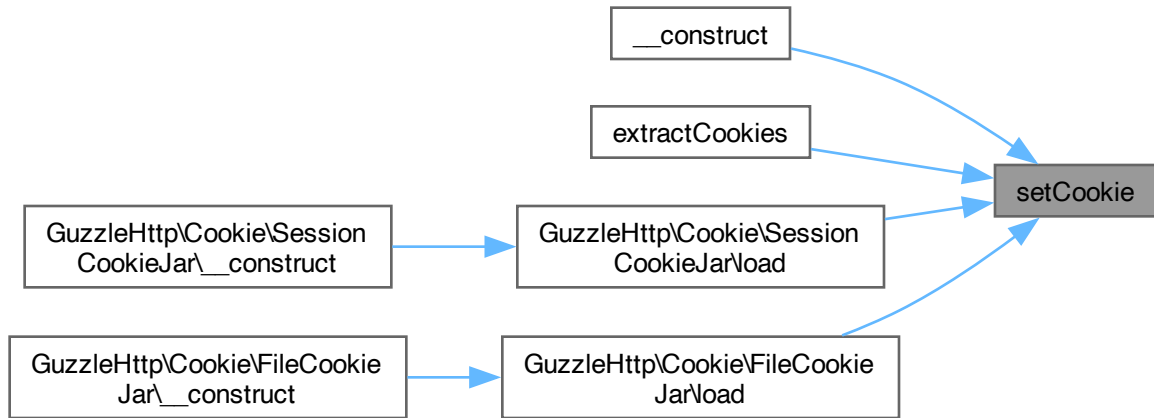 __construct
extractCookies
setCookie
GuzzleHttp\Cookie\Session
CookieJar\__construct
GuzzleHttp\Cookie\Session
CookieJar\load
GuzzleHttp\Cookie\FileCookie
Jar\__construct
GuzzleHttp\Cookie\FileCookie
Jar\load